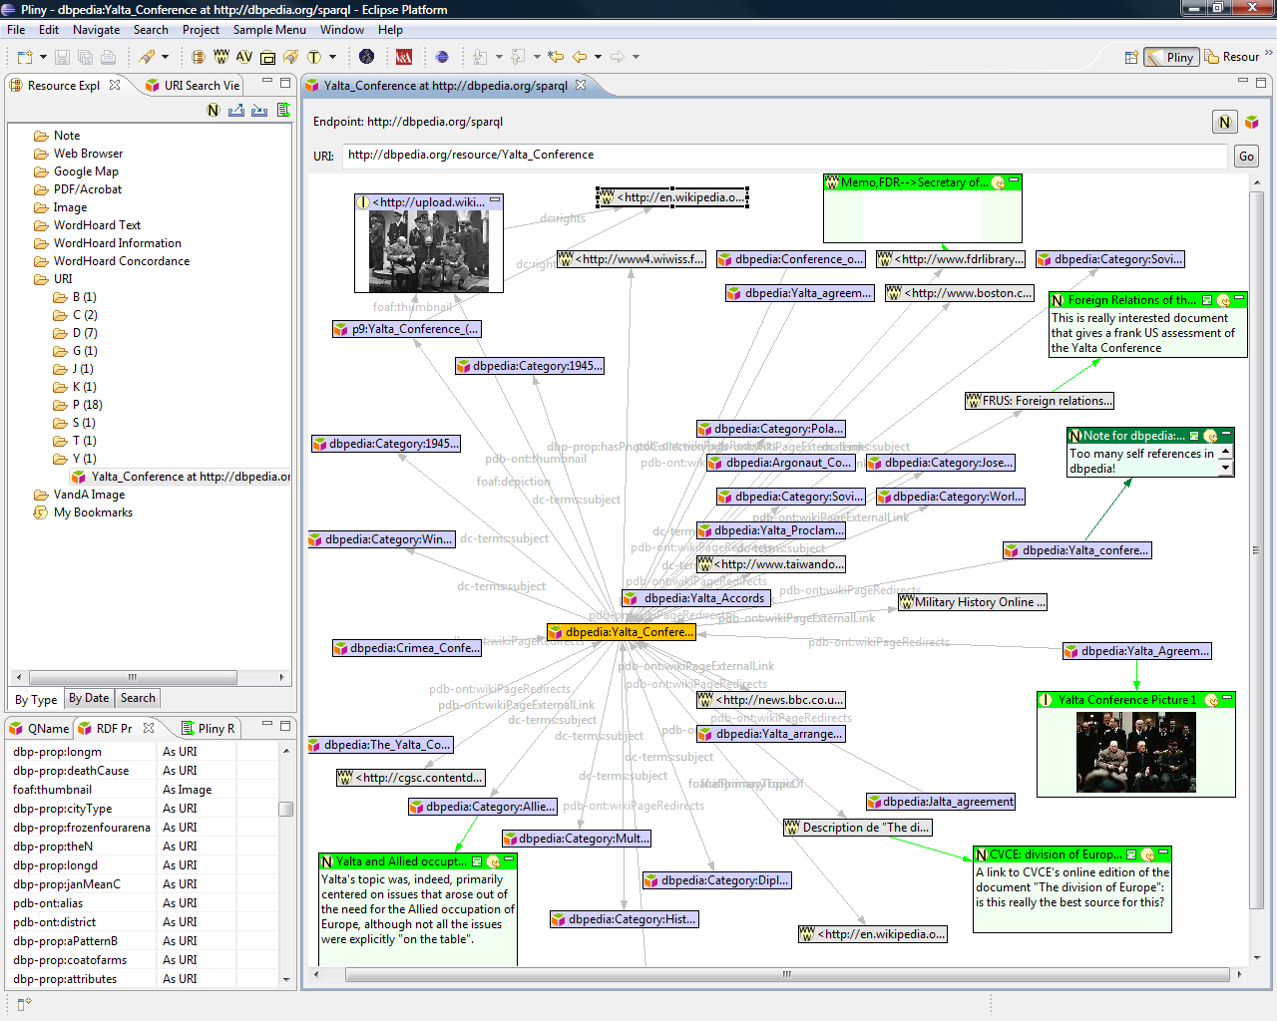 Pliny - dbpedia:Yalta_Conference at http://dbpedia.org/sparql - Eclipse Platform
File Edit Navigate Search Project Sample Menu Window Help
Pliny Resour
Resource Expl URI Search Vie
Note
Web Browser
Google Map
PDF/Acrobat
Image
WordHoard Text
WordHoard Information
WordHoard Concordance
URI
B (1)
C (2)
D (7)
G (1)
J (1)
K (1)
P (18)
S (1)
T (1)
Y (1)
Yalta_Conference at http://dbpedia.or
VandA Image
My Bookmarks
By Type By Date Search
QName RDF Pr Pliny R
dbp-prop:longm As URI
dbp-prop:deathCause As URI
foaf:thumbnail As Image
dbp-prop:cityType As URI
dbp-prop:frozenfourarena As URI
dbp-prop:theN As URI
dbp-prop:longd As URI
dbp-prop:janMeanC As URI
pdb-ont:alias As URI
pdb-ont:district As URI
dbp-prop:aPatternB As URI
dbp-prop:coatofarms As URI
dbp-prop:attributes As URI
Yalta_Conference at http://dbpedia.org/sparql
Endpoint: http://dbpedia.org/sparql
URI: http://dbpedia.org/resource/Yalta_Conference Go
Memo,FDR-->Secretary of...
<http://upload.wiki...
<http://en.wikipedia.o...
dc:rights
<http://www4.wiwiss.f...
dbpedia:Conference_o...
<http://www.fdrlibrary...
dbpedia:Category:Sovi...
dc:righ
dbpedia:Yalta_agreem...
<http://www.boston.c...
Foreign Relations of th...
This is really interested document
that gives a frank US assessment of
the Yalta Conference
foaf:thumbnail
p9:Yalta_Conference_(...
dbpedia:Category:1945...
FRUS: Foreign relations...
dbpedia:Category:Pola...
Note for dbpedia:...
Too many self references in
dbpedia!
dbpedia:Category:1945...
pdb-ont:thumbnail
dbpedia:Argonaut_Co...
dbpedia:Category:Jose...
foaf:depiction
dc-terms:subject
dbpedia:Category:Sovi...
dbpedia:Category:Worl...
dbpedia:Yalta_Proclam...
dbpedia:Category:Win...
dc-terms:subject
dbpedia:Yalta_confere...
<http://www.taiwando...
dc-terms:subject
pdb-ont:wikiPageRedirects
pdb-ont:wikiPageRedirects
dbpedia:Yalta_Accords
Military History Online ...
pdb-ont:wikiPageExternalLink
dbpedia:Yalta_Confere...
dbpedia:Crimea_Confe...
pdb-ont:wikiPageRedirects
dbpedia:Yalta_Agreem...
pdb-ont:wikiPageExternalLink
pdb-ont:wikiPageRedirects
pdb-ont:wikiPageRedirects
<http://news.bbc.co.u...
Yalta Conference Picture 1
pdb-ont:wikiPageExternalLink
dc-terms:subject
pdb-ont:wikiPageRedirects
dbpedia:Yalta_arrange...
dc-terms:subject
dbpedia:The_Yalta_Co...
dc-terms:subject
dc-terms:subject
<http://cgsc.contentd...
dbpedia:Category:Allie...
pdb-ont:wikiPageRedirects
dbpedia:Jalta_agreement
Description de "The di...
dbpedia:Category:Mult...
Yalta and Allied occupt...
Yalta's topic was, indeed, primarily
centered on issues that arose out of
the need for the Allied occupation of
Europe, although not all the issues
were explicitly "on the table".
CVCE: division of Europ...
A link to CVCE's online edition of the
document "The division of Europe":
is this really the best source for this?
dbpedia:Category:Dipl...
dbpedia:Category:Hist...
<http://en.wikipedia.o...